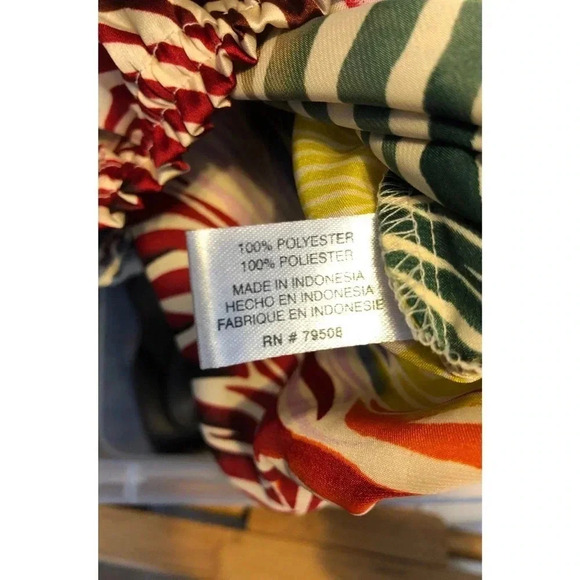 100% POLYESTER
100% POLIESTER
MADE IN INDONESIA
HECHO EN INDONESIA
FABRIQUE EN INDONESIE
RN # 79508